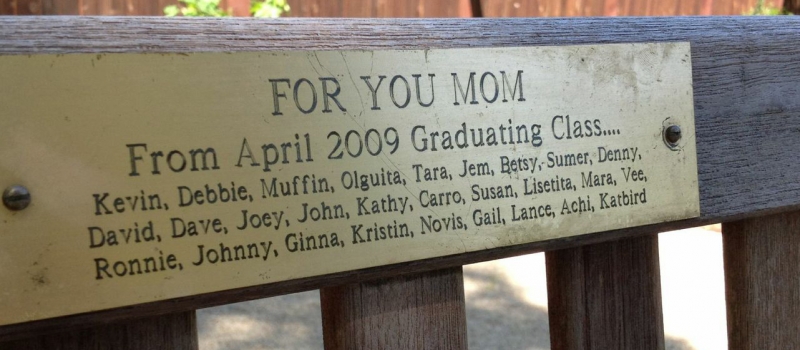 FOR YOU MOM
From April 2009 Graduating Class....
Kevin, Debbie, Muffin, Olguita, Tara, Jem, Betsy, Sumer, Denny,
David, Dave, Joey, John, Kathy, Carro, Susan, Lisetita, Mara, Vee,
Ronnie, Johnny, Ginna, Kristin, Novis, Gail, Lance, Achi, Katbird